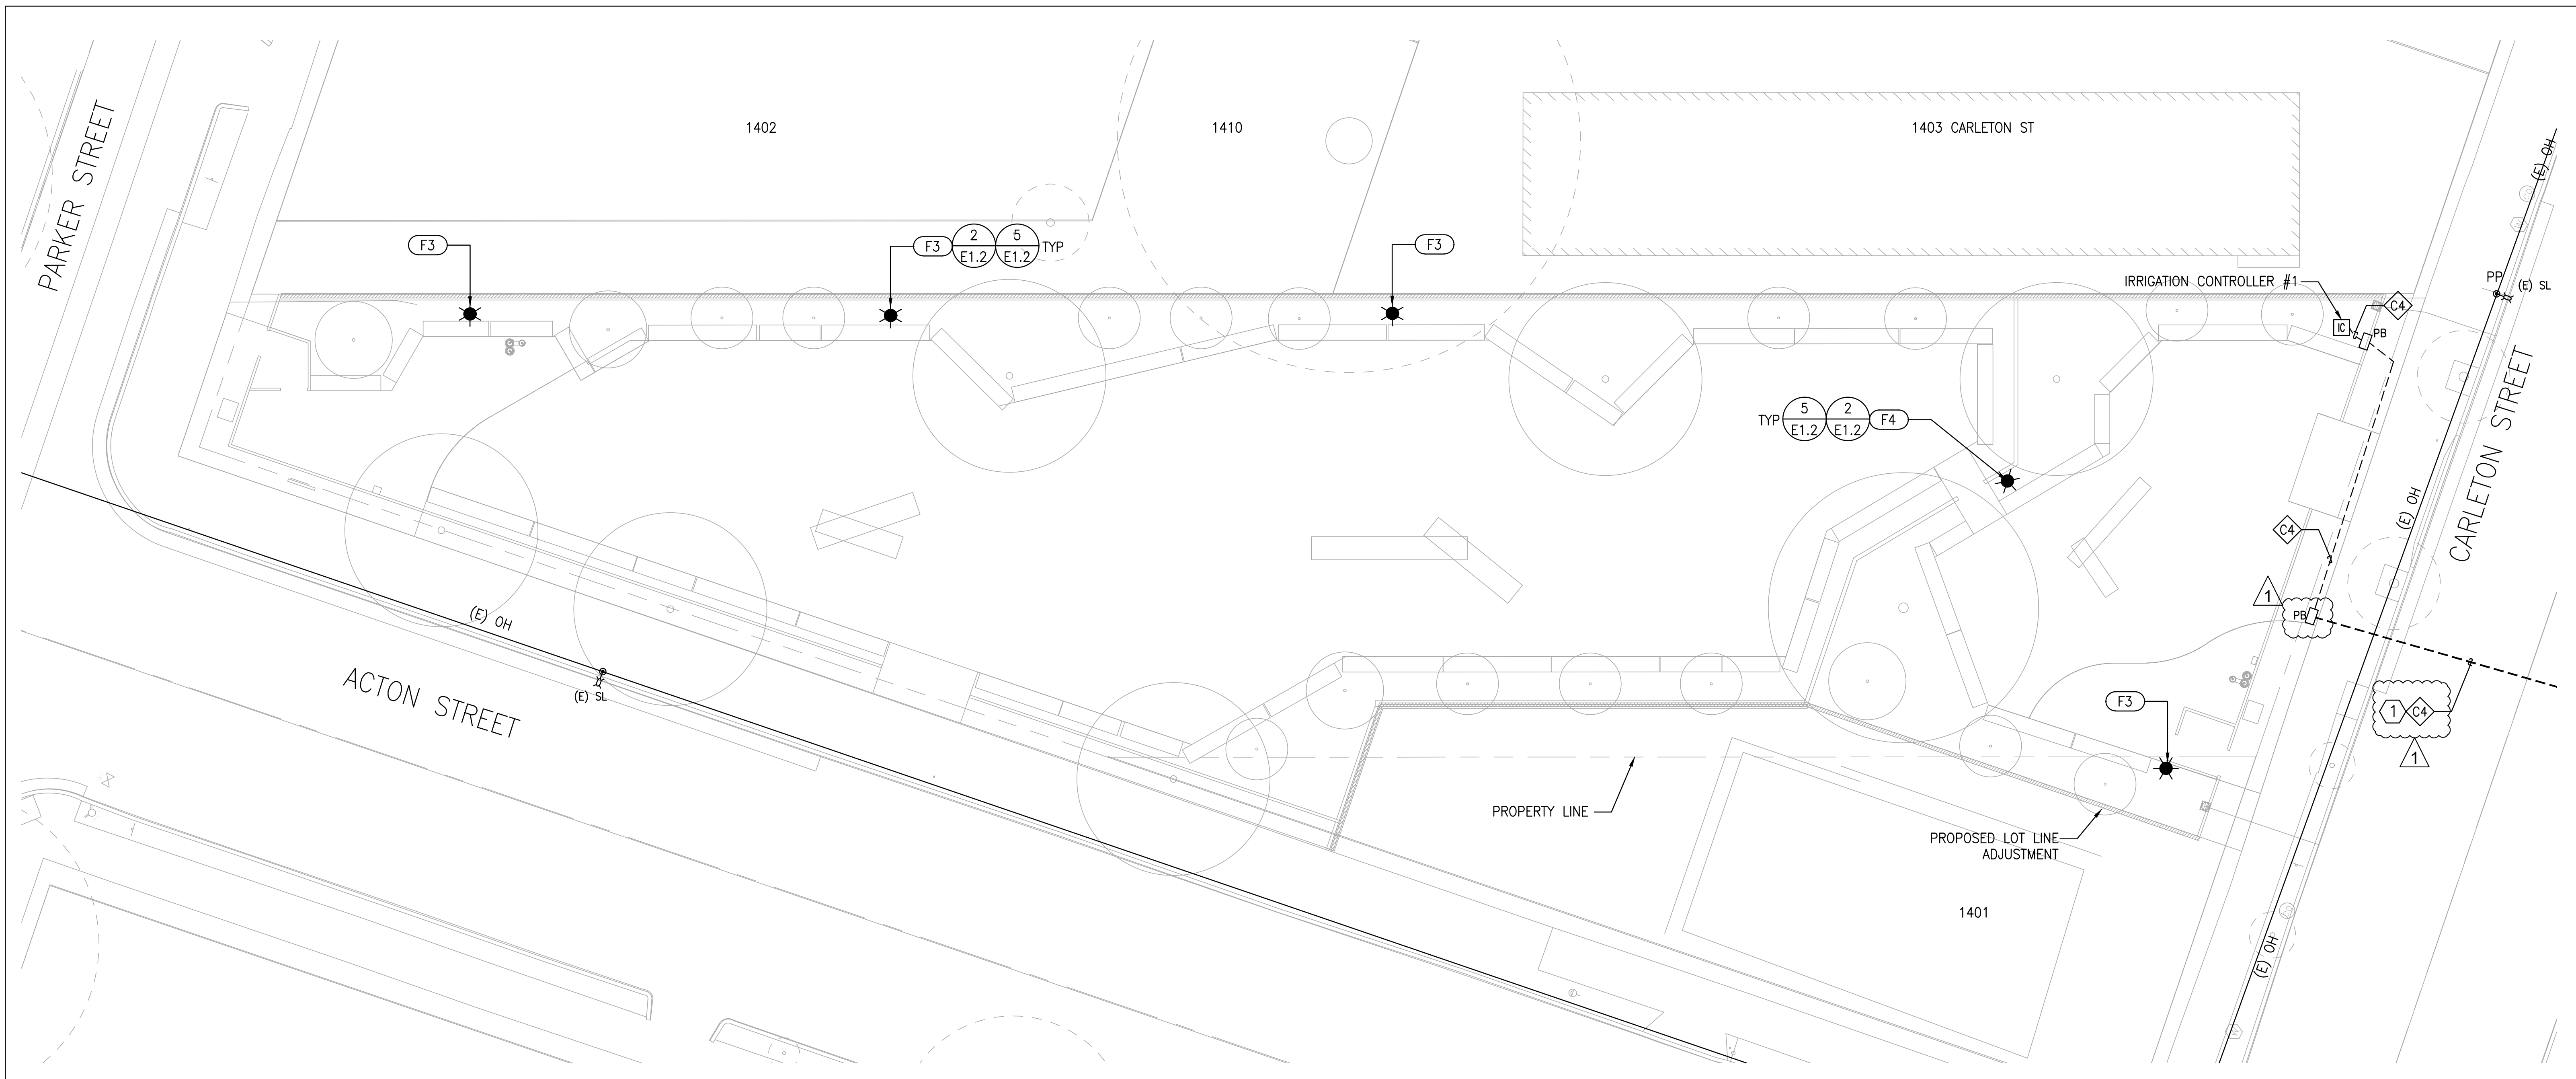 1402
1410
1403 CARLETON ST
PARKER STREET
(E) OH
F3
F3
2
E1.2
5
E1.2
TYP
F3
IRRIGATION CONTROLLER #1
C4
IC
PB
PP
(E) SL
CARLETON STREET
TYP
5
E1.2
2
E1.2
F4
(E) OH
C4
1
PB
(E) OH
ACTON STREET
(E) SL
F3
1
C4
1
PROPERTY LINE
PROPOSED LOT LINE
ADJUSTMENT
1401
(E) OH